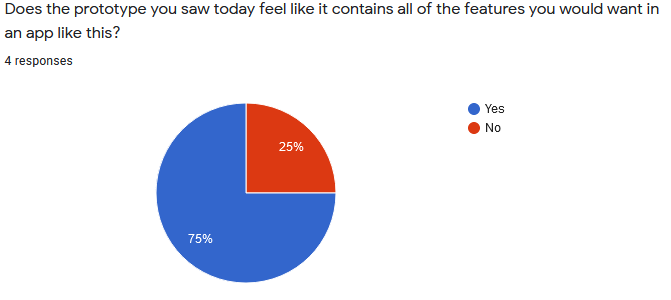 Does the prototype you saw today feel like it contains all of the features you would want in
an app like this?
4 responses
Yes
No
25%
75%